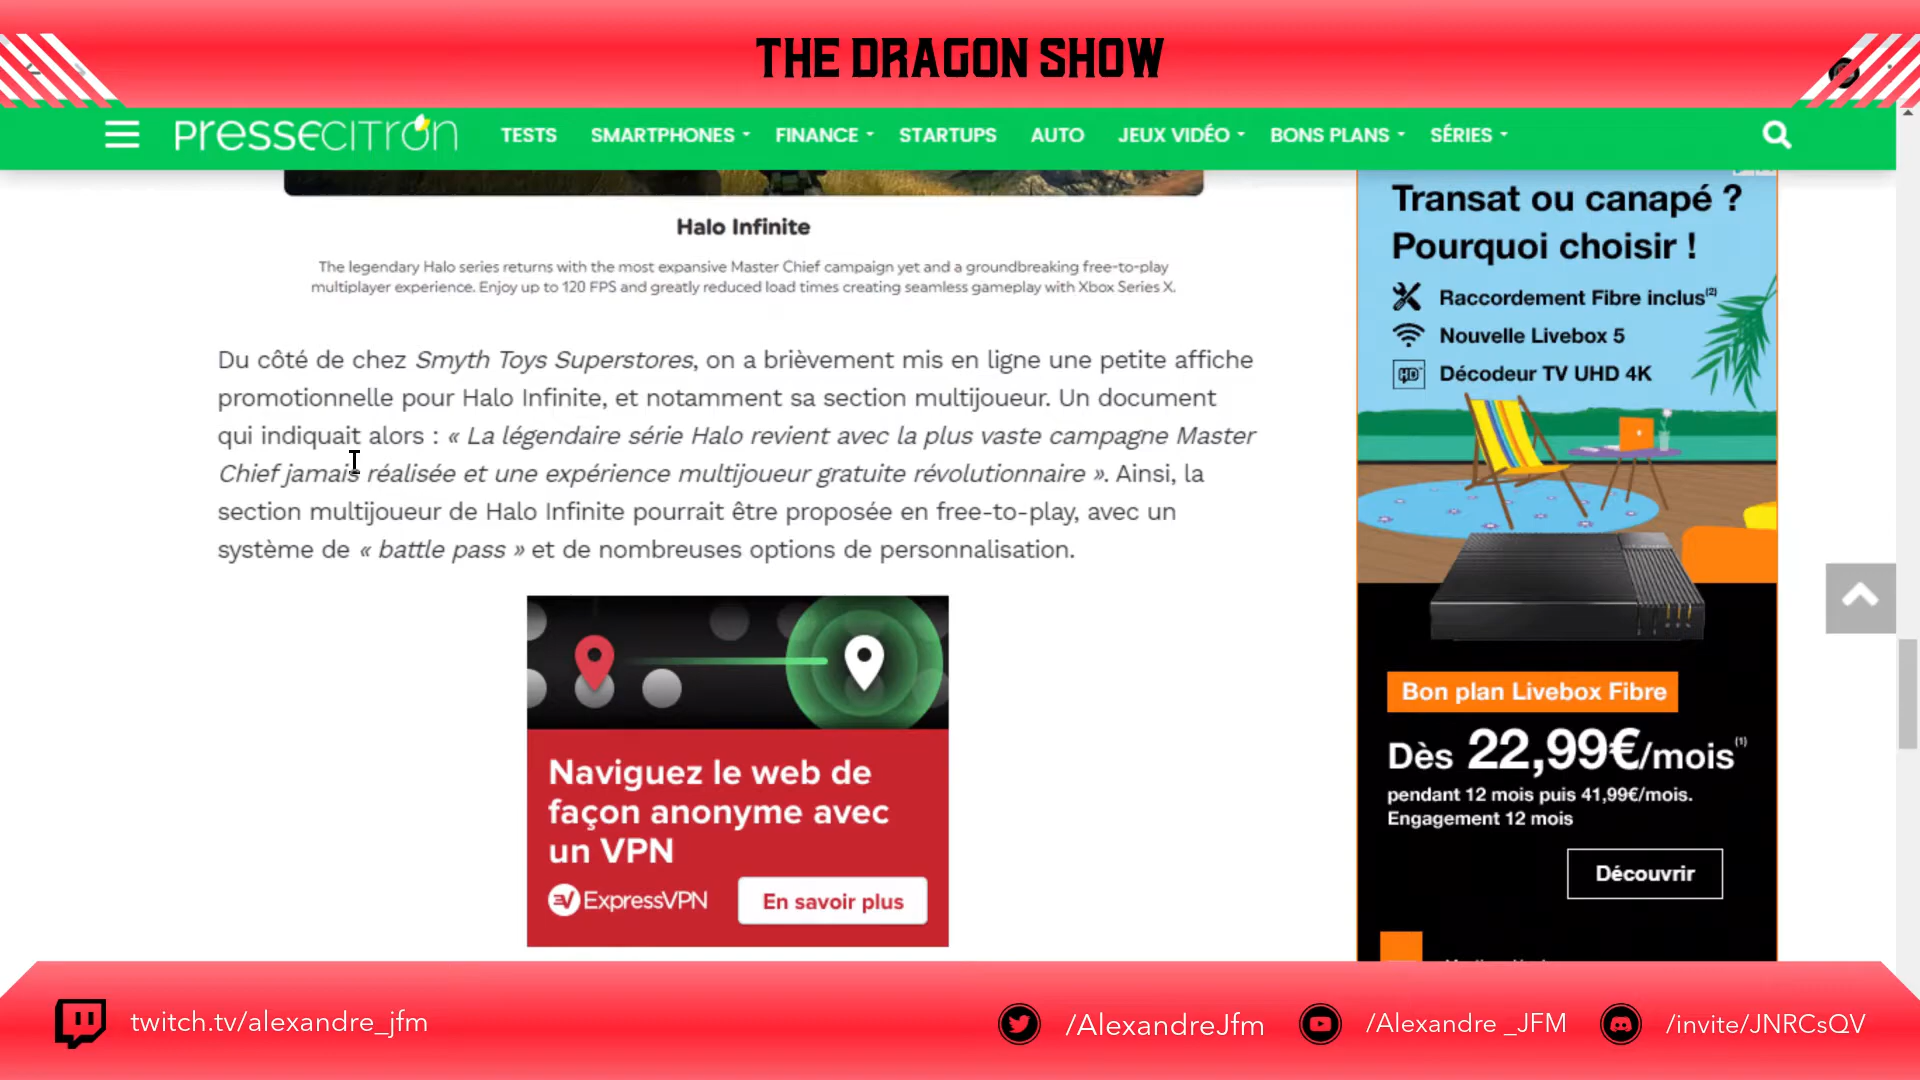 THE DRAGON SHOW
PRESSECITRON
TESTS
SMARTPHONES
FINANCE
STARTUPS
AUTO
JEUX VIDÉO
BONS PLANS
SÉRIES
Halo Infinite
The legendary Halo series returns with the most expansive Master Chief campaign yet and a groundbreaking free-to-play
multiplayer experience. Enjoy up to 120 FPS and greatly reduced load times creating seamless gameplay with Xbox Series X.
Du côté de chez Smyth Toys Superstores, on a brièvement mis en ligne une petite affiche
promotionnelle pour Halo Infinite, et notamment sa section multijoueur. Un document
qui indiquait alors : « La légendaire série Halo revient avec la plus vaste campagne Master
Chief jamais réalisée et une expérience multijoueur gratuite révolutionnaire ». Ainsi, la
section multijoueur de Halo Infinite pourrait être proposée en free-to-play, avec un
système de « battle pass » et de nombreuses options de personnalisation.
Naviguez le web de
façon anonyme avec
un VPN
ExpressVPN
En savoir plus
Transat ou canapé ?
Pourquoi choisir !
Raccordement Fibre inclus(2)
Nouvelle Livebox 5
HD
Décodeur TV UHD 4K
Bon plan Livebox Fibre
Dès 22,99€/mois(1)
pendant 12 mois puis 41,99€/mois.
Engagement 12 mois
Découvrir
twitch.tv/alexandre_jfm
/AlexandreJfm
/Alexandre _JFM
/invite/JNRCsQV